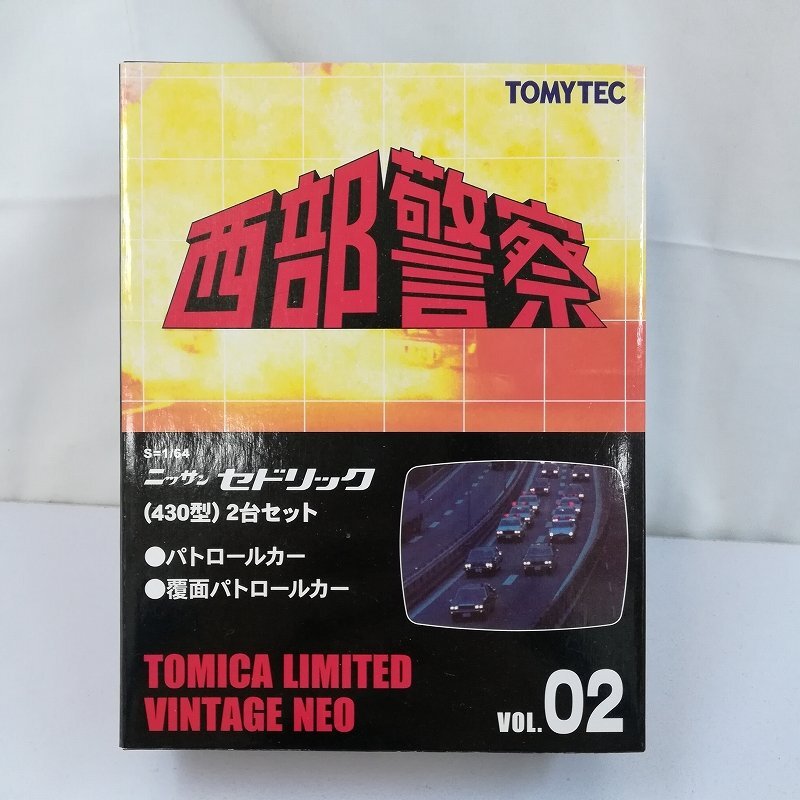 TOMYTEC
西部警察
S=1/64
ニッサン セドリック
(430型) 2台セット
●パトロールカー
●覆面パトロールカー
TOMICA LIMITED
VINTAGE NEO
VOL.02